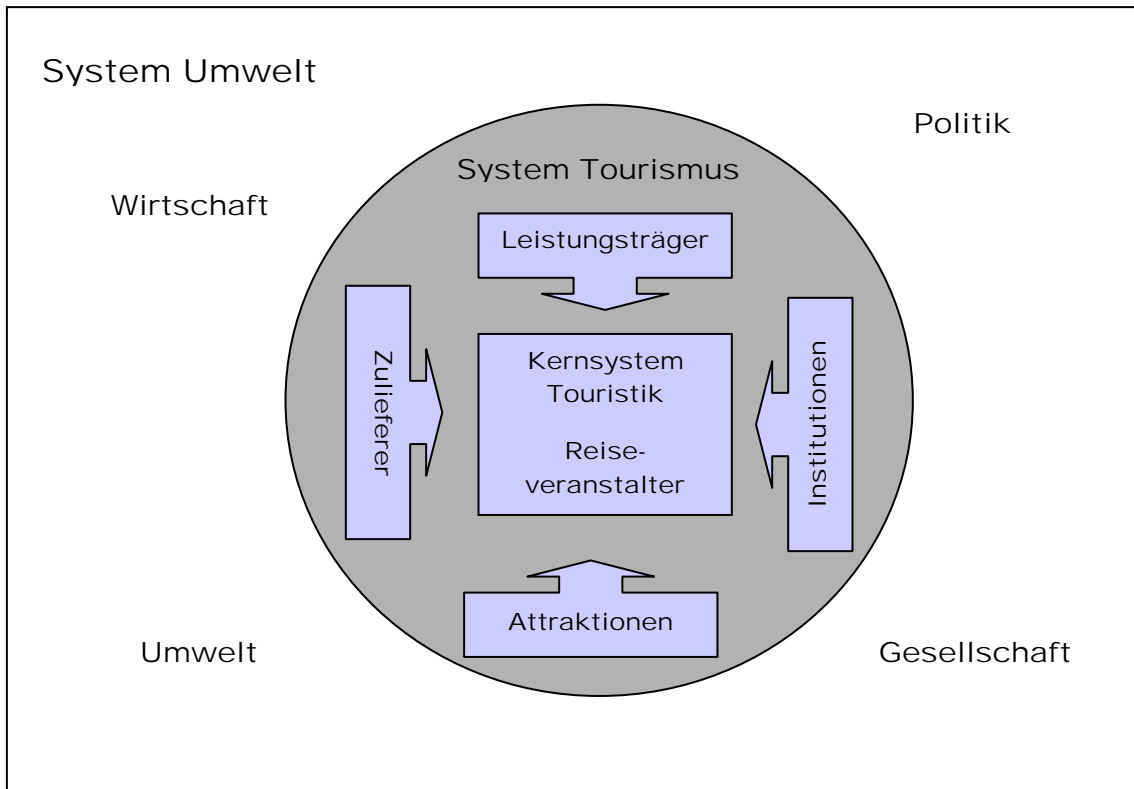 System Umwelt
Politik
Wirtschaft
System Tourismus
Leistungsträger
Zulieferer
Kernsystem
Touristik
Reise-
veranstalter
Institutionen
Attraktionen
Umwelt
Gesellschaft